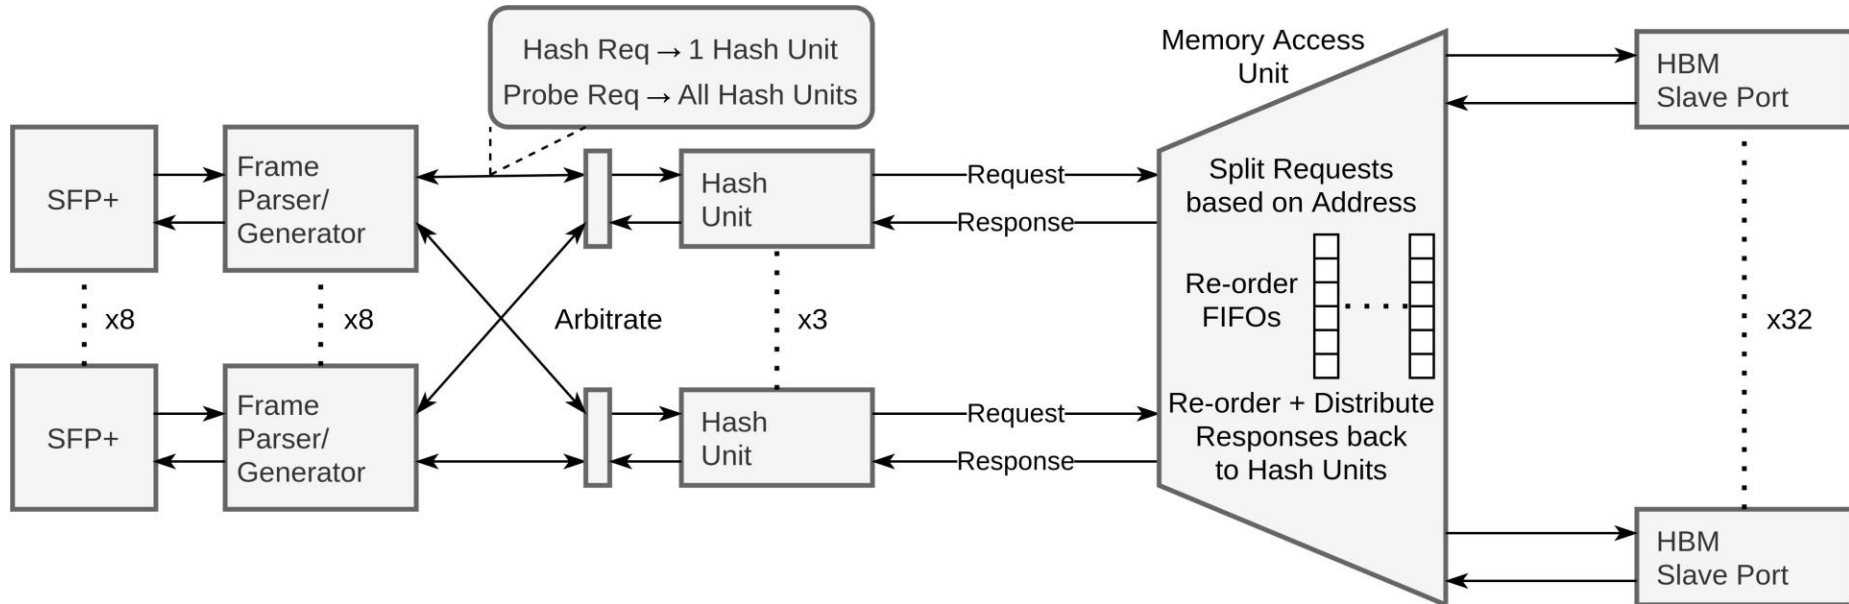 Hash Req → 1 Hash Unit
Probe Req → All Hash Units
SFP+
Frame
Parser/
Generator
Hash
Unit
Request
Response
Memory Access
Unit
Split Requests
based on Address
Re-order
FIFOs
Re-order + Distribute
Responses back
to Hash Units
HBM
Slave Port
x8
x8
Arbitrate
x3
x32
SFP+
Frame
Parser/
Generator
Hash
Unit
Request
Response
HBM
Slave Port